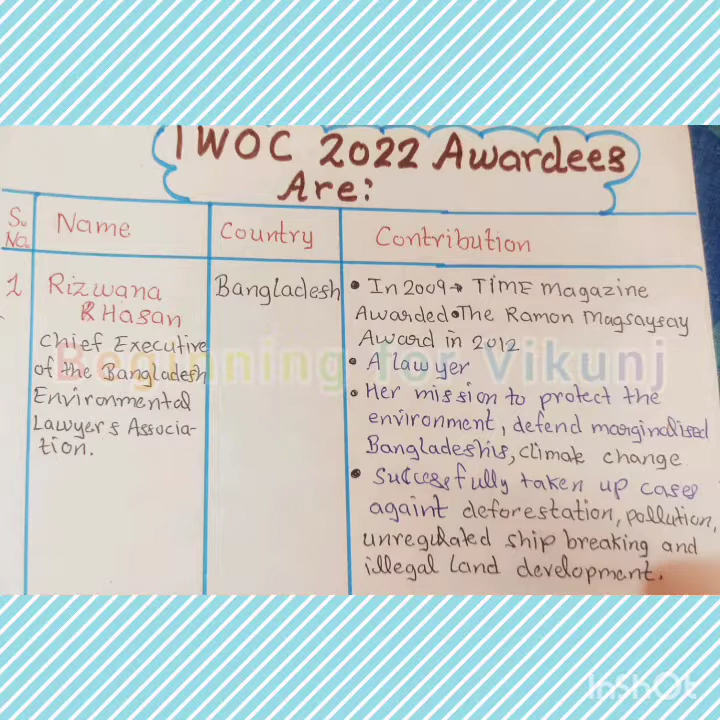 IWOC 2022 Awardees
Are:
S. No.
Name
Country
Contribution
1
Rizwana
R Hasan
Chief Executive
of the Bangladesh
Environmental
Lawyers Associa-
tion.
Bangladesh
• In 2009 → TIME Magazine
Awarded • The Ramon Magsaysay
Award in 2012
• A lawyer
• Her mission to protect the
environment, defend marginalised
Bangladeshis, climate change
• Successfully taken up cases
againt deforestation, pollution,
unregulated ship breaking and
illegal Land development.
Beginning for Vikunj
InShOt